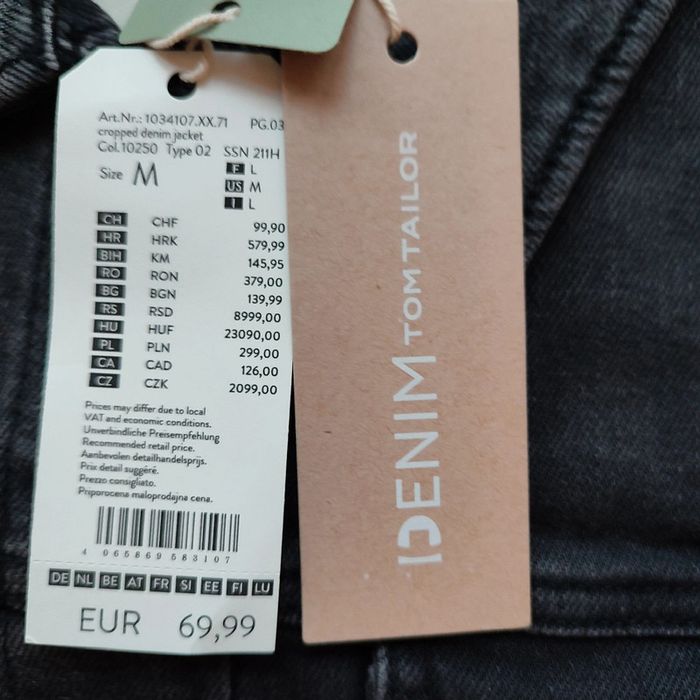 Art.Nr.: 1034107.XX.71 PG.03
cropped denim jacket
Col.10250 Type 02 SSN 211H
Size M
F L
US M
I L
CH CHF 99,90
HR HRK 579,99
BIH KM 145,95
RO RON 379,00
BG BGN 139,99
RS RSD 8999,00
HU HUF 23090,00
PL PLN 299,00
CA CAD 126,00
CZ CZK 2099,00
Prices may differ due to local
VAT and economic conditions.
Unverbindliche Preisempfehlung
Recommended retail price.
Aanbevolen detailhandelsprijs.
Prix detail suggéré.
Prezzo consigliato.
Priporocena maloprodajna cena.
4 065869 583107
DE NL BE AT FR SI EE FI LU
EUR 69,99
DENIM TOM TAILOR